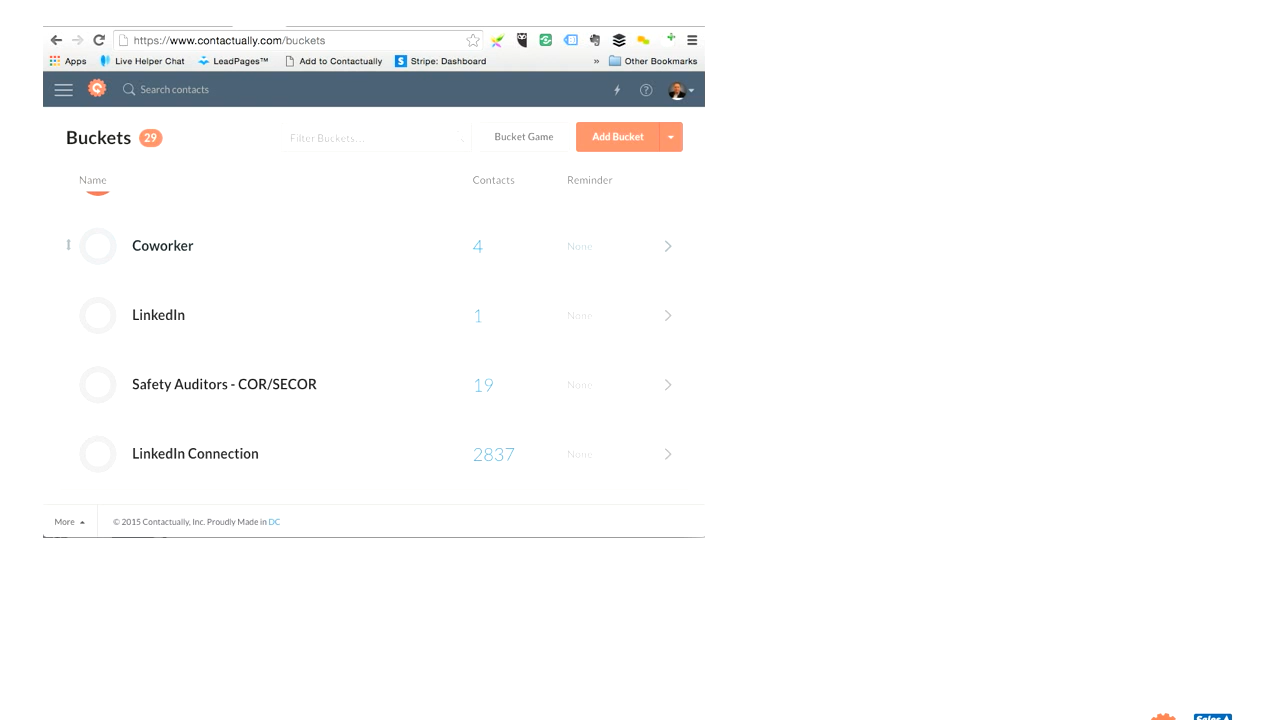 https://www.contactually.com/buckets
Apps Live Helper Chat LeadPages™ Add to Contactually Stripe: Dashboard » Other Bookmarks
Search contacts
Buckets 29 Filter Buckets... Bucket Game Add Bucket
Name Contacts Reminder
Coworker 4 None
LinkedIn 1 None
Safety Auditors - COR/SECOR 19 None
LinkedIn Connection 2837 None
More © 2015 Contactually, Inc. Proudly Made in DC